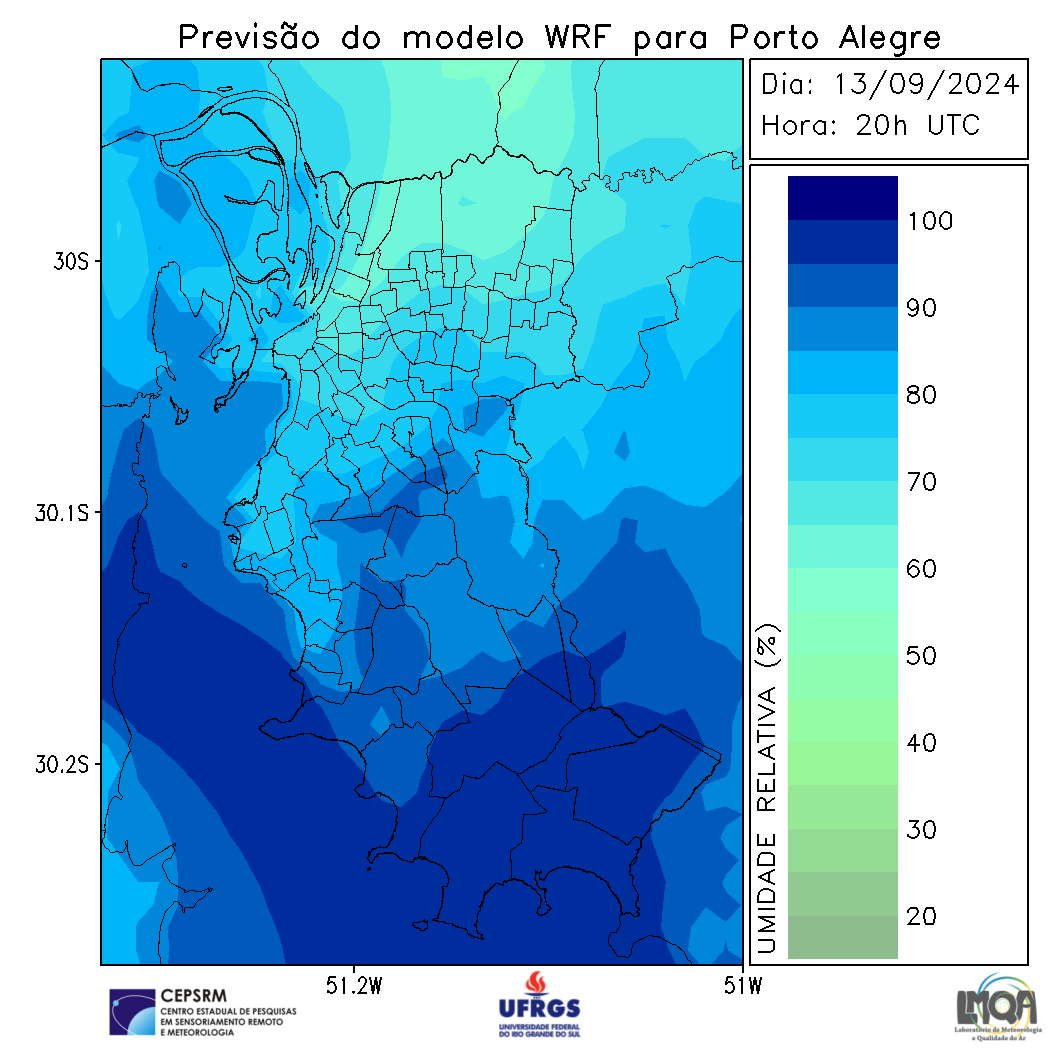 Previsão do modelo WRF para Porto Alegre
Dia: 13/09/2024
Hora: 20h UTC
30S
30.1S
30.2S
51.2W
51W
UMIDADE RELATIVA (%)
100
90
80
70
60
50
40
30
20
CEPSRM
CENTRO ESTADUAL DE PESQUISAS
EM SENSORIAMENTO REMOTO
E METEOROLOGIA
UFRGS
UNIVERSIDADE FEDERAL
DO RIO GRANDE DO SUL
LMQA
Laboratório de Meteorologia
e Qualidade do Ar